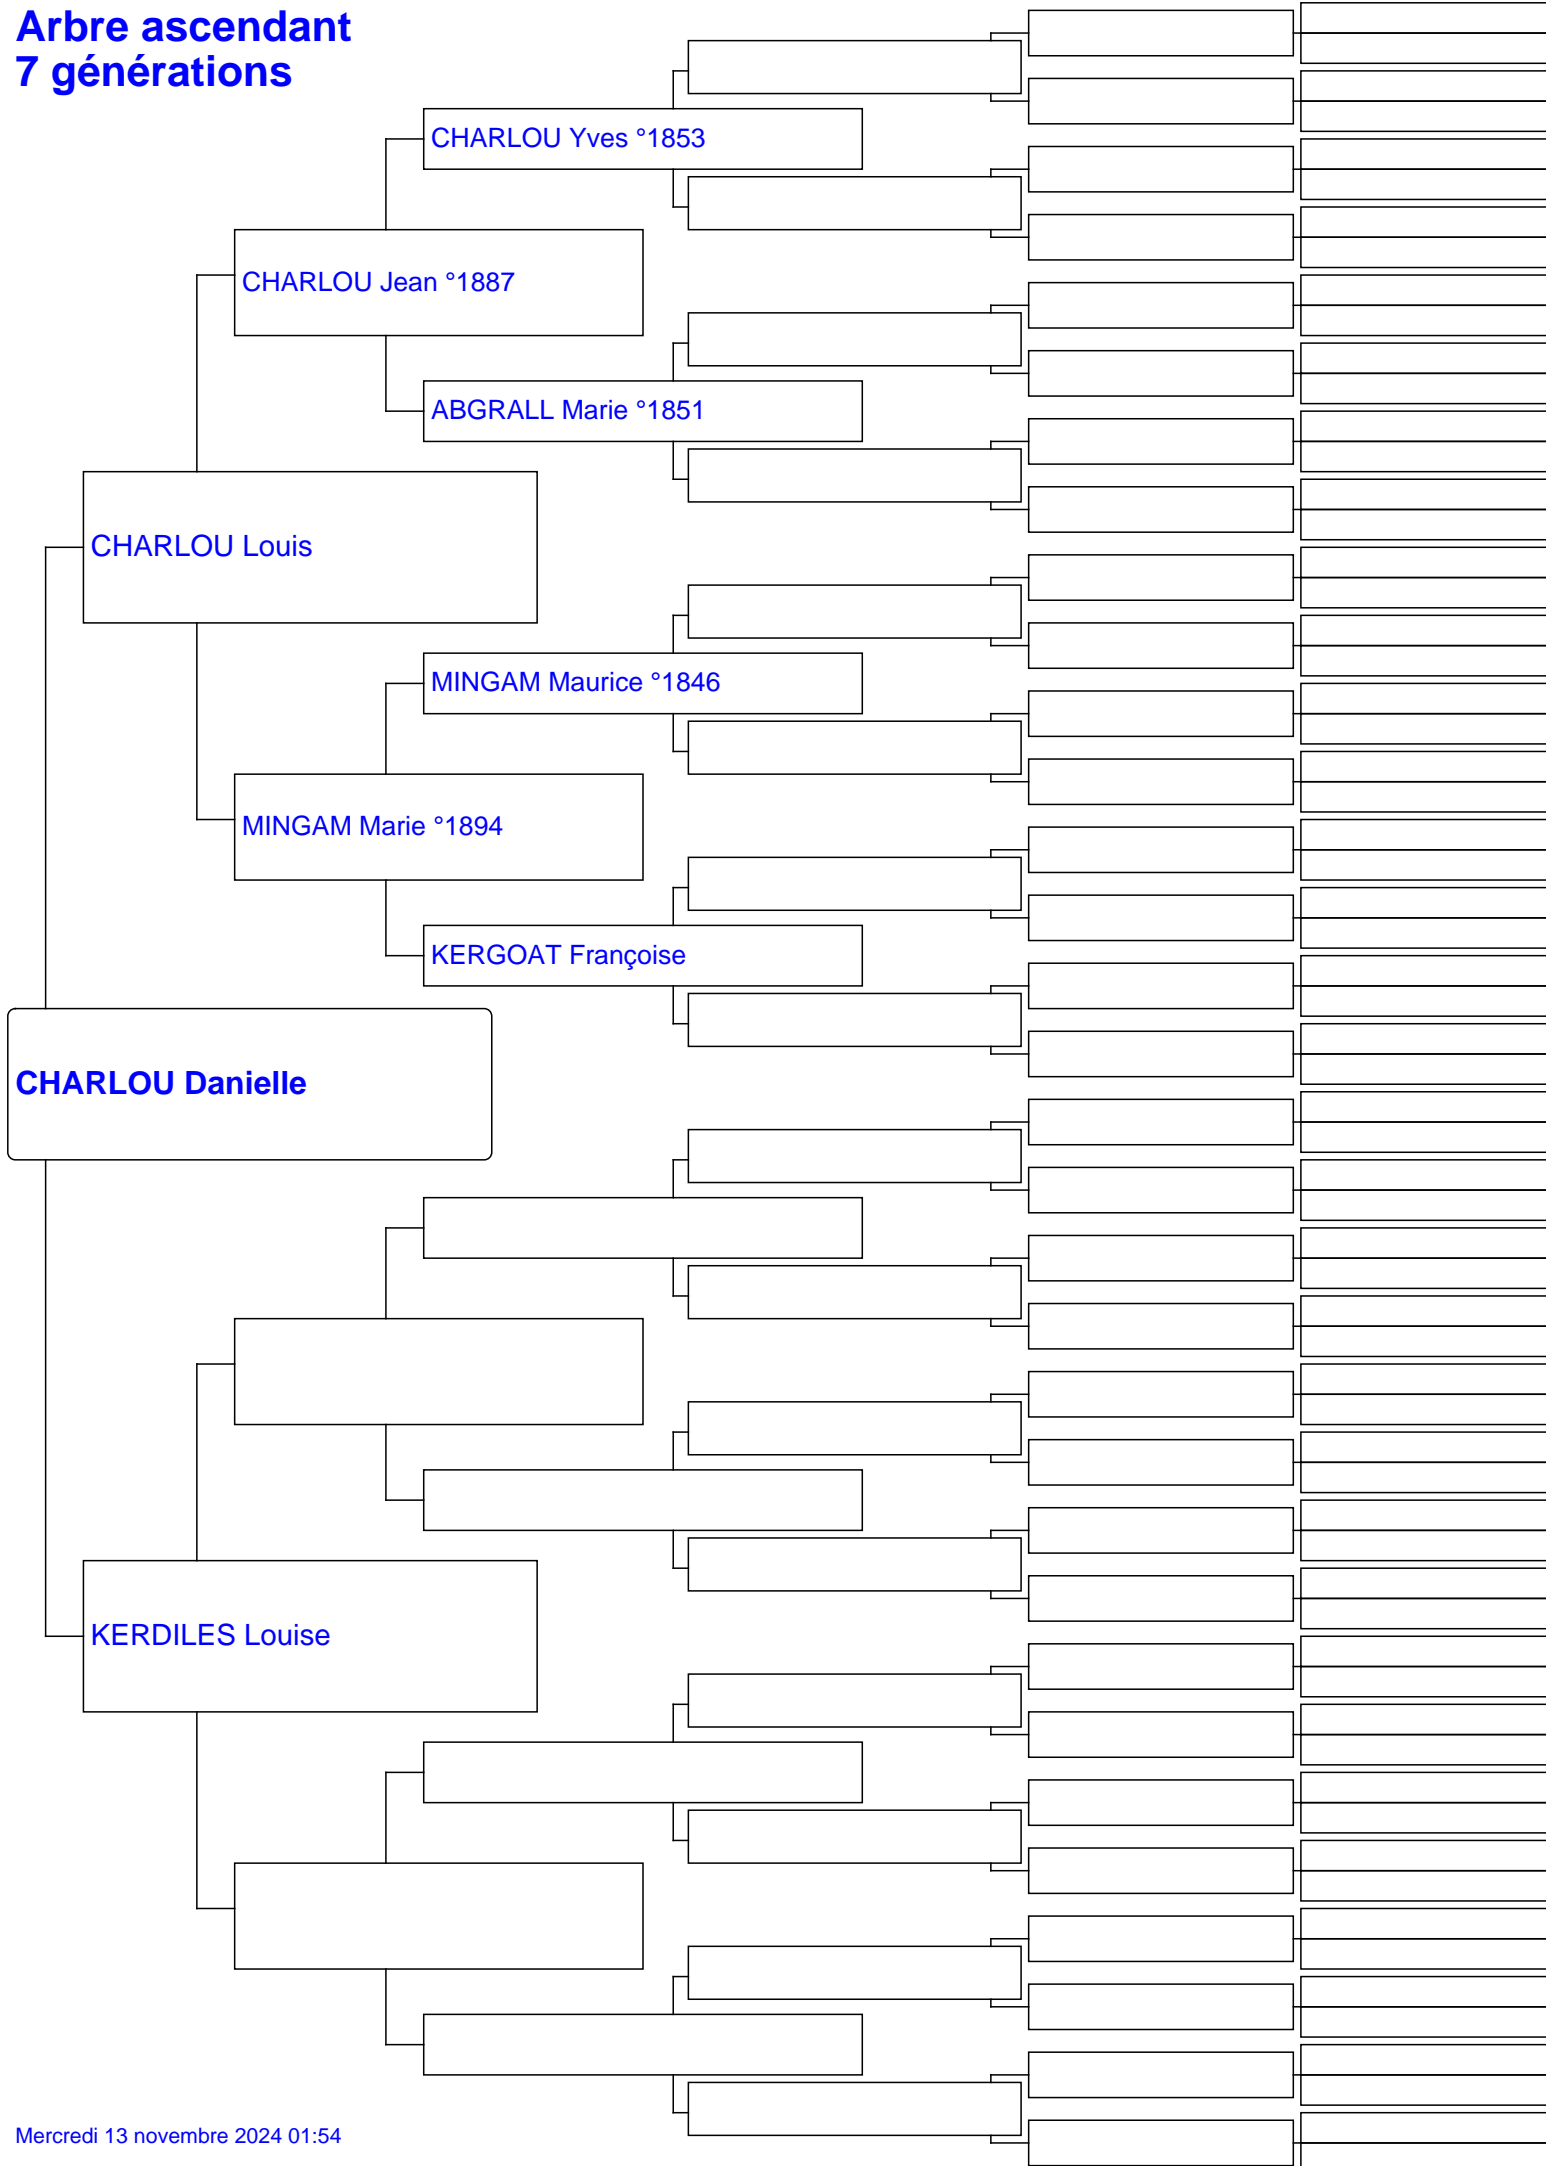 Arbre ascendant
7 générations
CHARLOU Yves °1853
CHARLOU Jean °1887
ABGRALL Marie °1851
CHARLOU Louis
MINGAM Maurice °1846
MINGAM Marie °1894
KERGOAT Françoise
CHARLOU Danielle
KERDILES Louise
Mercredi 13 novembre 2024 01:54